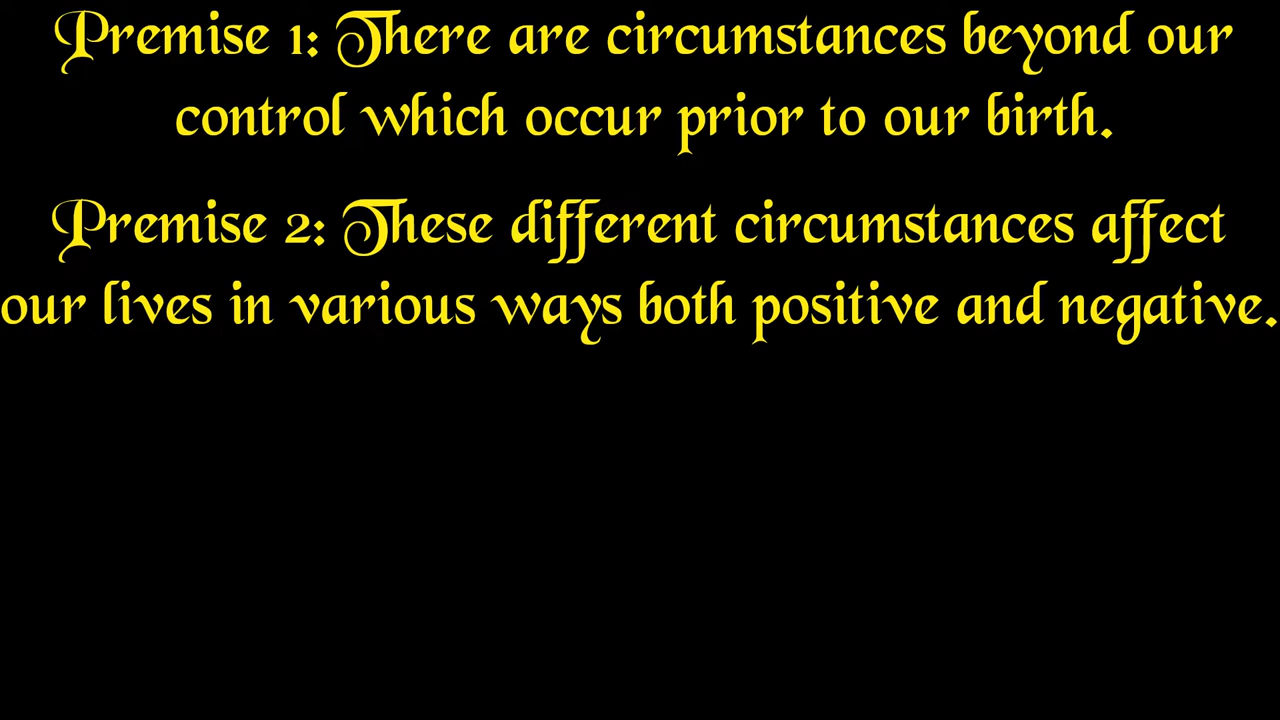 Premise 1: There are circumstances beyond our
control which occur prior to our birth.
Premise 2: These different circumstances affect
our lives in various ways both positive and negative.